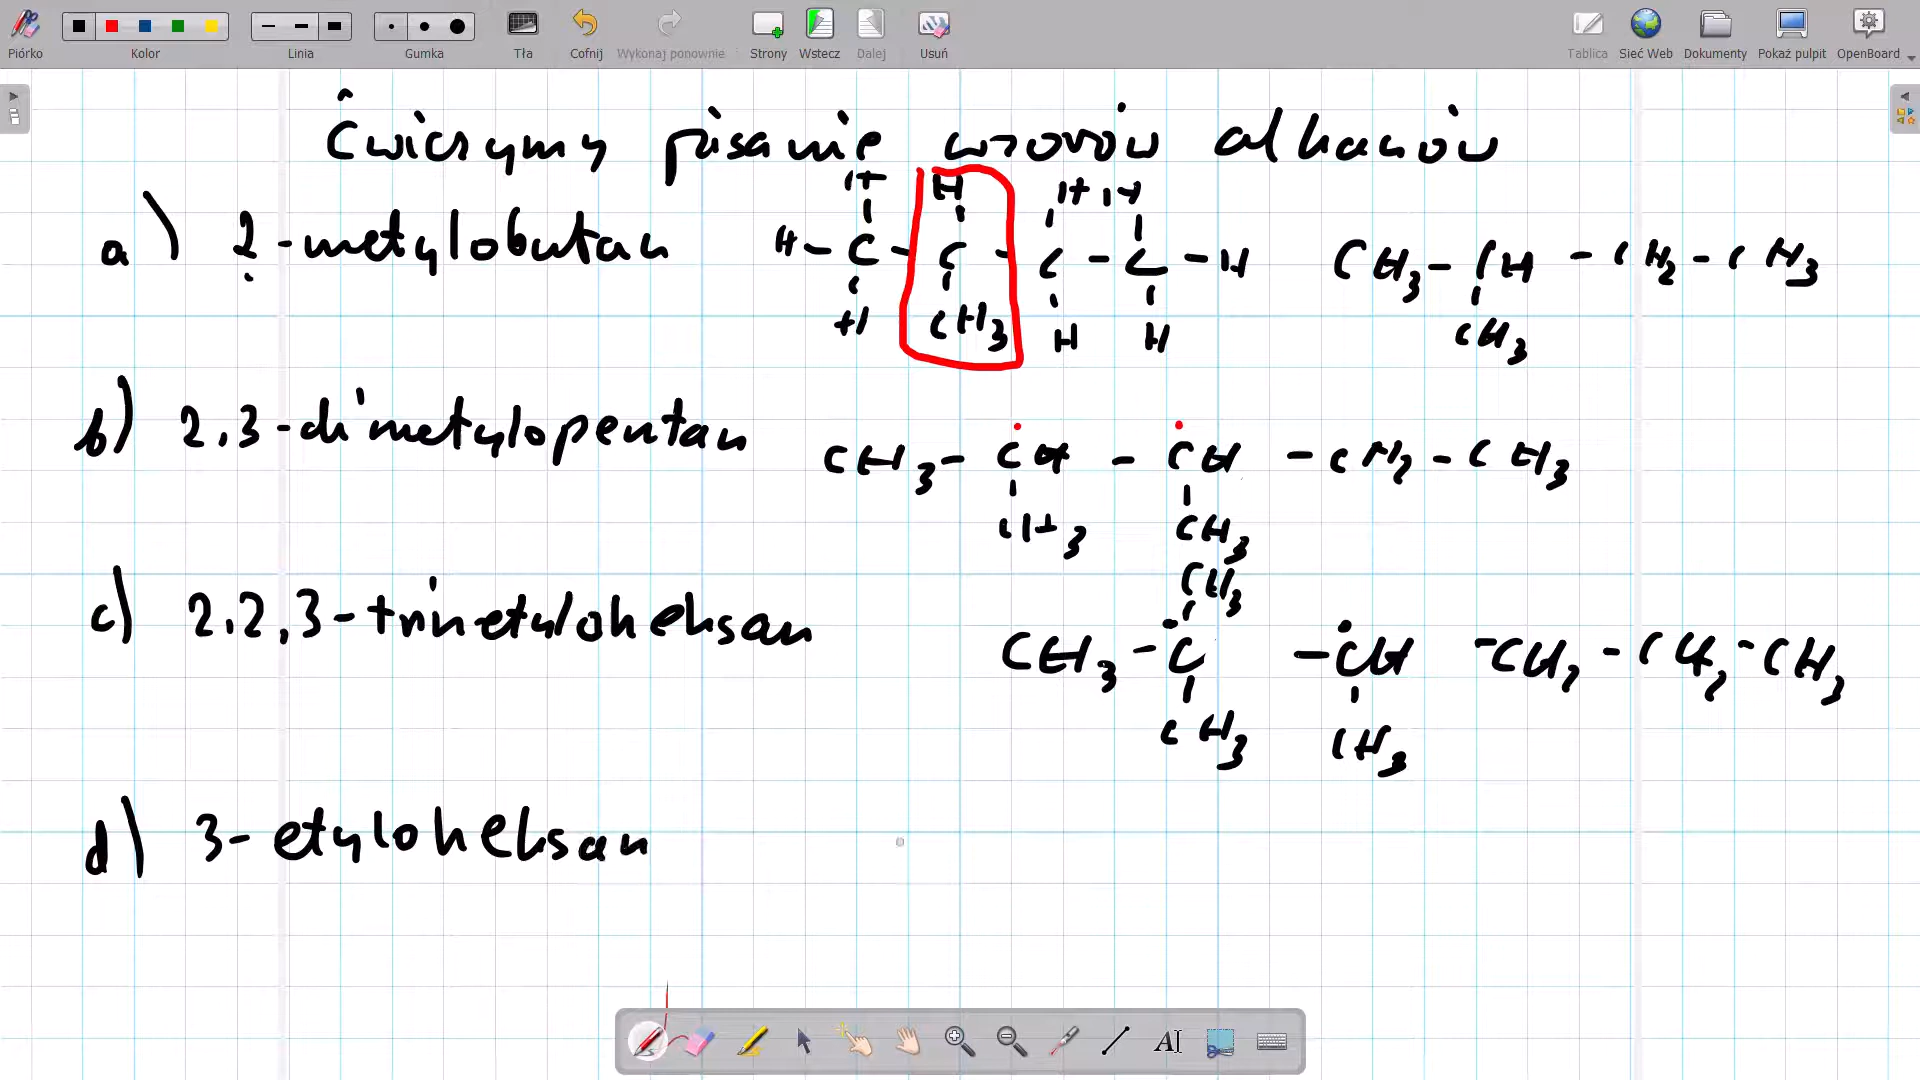 Piórko Kolor Linia Gumka Tła Cofnij Wykonaj ponownie Strony Wstecz Dalej Usuń Tablica Sieć Web Dokumenty Pokaż pulpit OpenBoard
Ćwiczymy pisanie wzorów alkanów
H H H H
a) 2-metylobutan H-C-C-C-C-H CH3-CH-CH2-CH3
H CH3 H H CH3
b) 2,3-dimetylopentan CH3-CH-CH-CH2-CH3
CH3 CH3
CH3
c) 2,2,3-trimetyloheksan CH3-C-CH-CH2-CH2-CH3
CH3 CH3
d) 3-etyloheksan